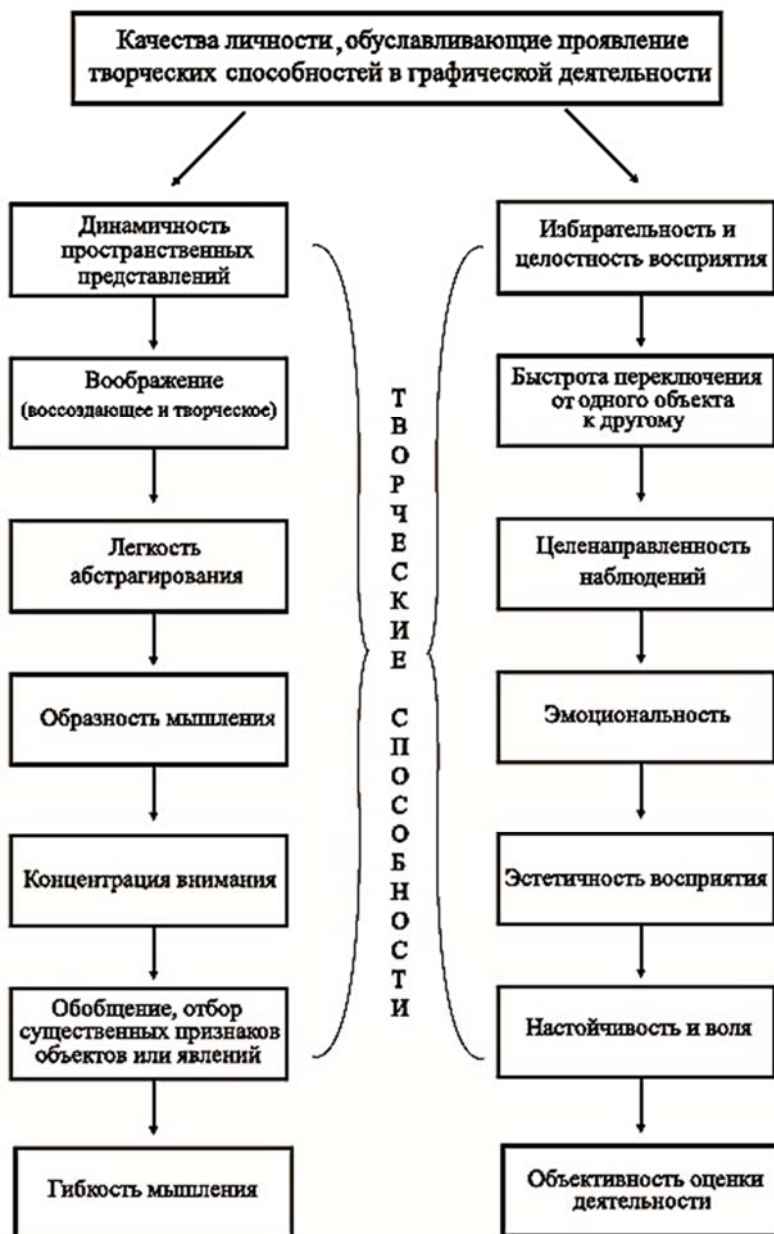 Качества личности, обуславливающие проявление
творческих способностей в графической деятельности
Динамичность
пространственных
представлений
Воображение
(воссоздающее и творческое)
Легкость
абстрагирования
Образность мышления
Концентрация внимания
Обобщение, отбор
существенных признаков
объектов или явлений
Гибкость мышления
ТВОРЧЕСКИЕ СПОСОБНОСТИ
Избирательность и
целостность восприятия
Быстрота переключения
от одного объекта
к другому
Целенаправленность
наблюдений
Эмоциональность
Эстетичность восприятия
Настойчивость и воля
Объективность оценки
деятельности